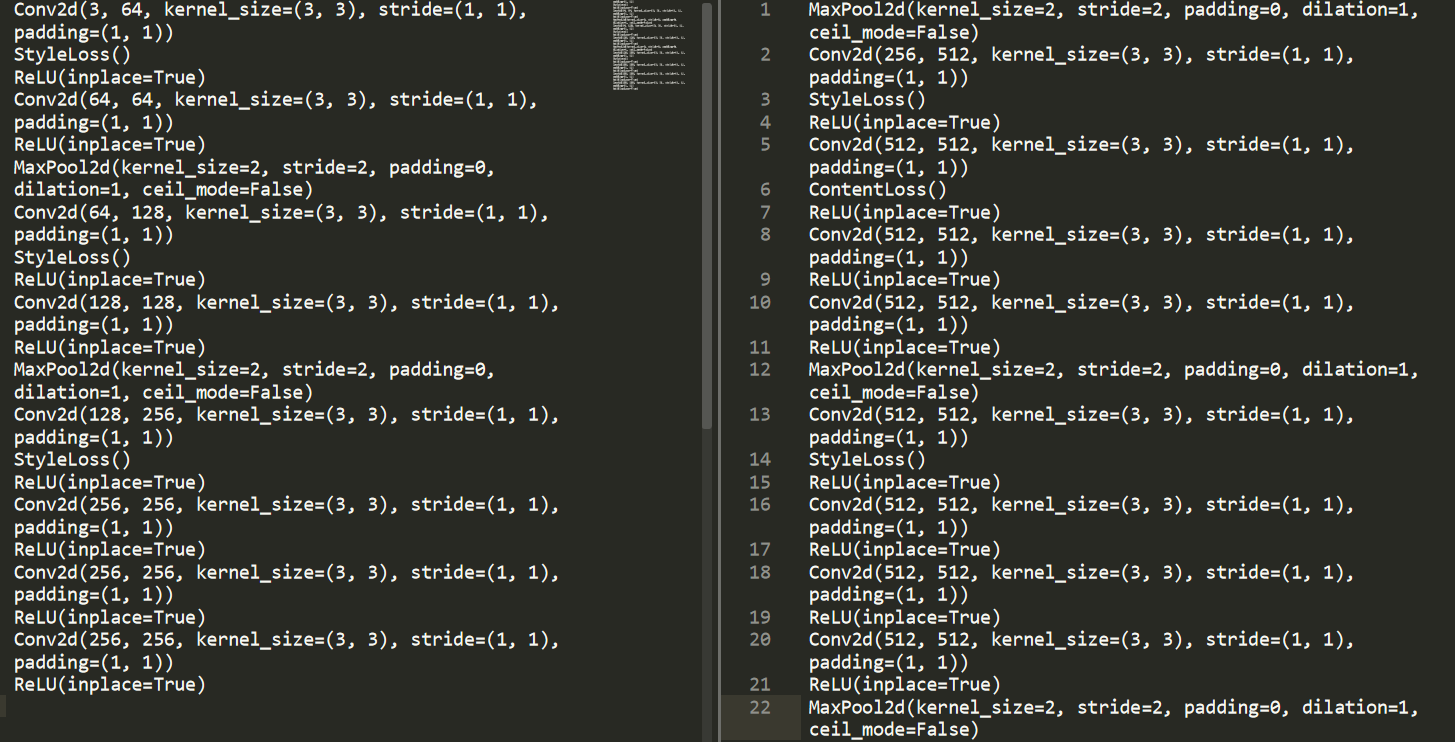 Conv2d(3, 64, kernel_size=(3, 3), stride=(1, 1),
padding=(1, 1))
StyleLoss()
ReLU(inplace=True)
Conv2d(64, 64, kernel_size=(3, 3), stride=(1, 1),
padding=(1, 1))
ReLU(inplace=True)
MaxPool2d(kernel_size=2, stride=2, padding=0,
dilation=1, ceil_mode=False)
Conv2d(64, 128, kernel_size=(3, 3), stride=(1, 1),
padding=(1, 1))
StyleLoss()
ReLU(inplace=True)
Conv2d(128, 128, kernel_size=(3, 3), stride=(1, 1),
padding=(1, 1))
ReLU(inplace=True)
MaxPool2d(kernel_size=2, stride=2, padding=0,
dilation=1, ceil_mode=False)
Conv2d(128, 256, kernel_size=(3, 3), stride=(1, 1),
padding=(1, 1))
StyleLoss()
ReLU(inplace=True)
Conv2d(256, 256, kernel_size=(3, 3), stride=(1, 1),
padding=(1, 1))
ReLU(inplace=True)
Conv2d(256, 256, kernel_size=(3, 3), stride=(1, 1),
padding=(1, 1))
ReLU(inplace=True)
Conv2d(256, 256, kernel_size=(3, 3), stride=(1, 1),
padding=(1, 1))
ReLU(inplace=True)
1 MaxPool2d(kernel_size=2, stride=2, padding=0, dilation=1,
ceil_mode=False)
2 Conv2d(256, 512, kernel_size=(3, 3), stride=(1, 1),
padding=(1, 1))
3 StyleLoss()
4 ReLU(inplace=True)
5 Conv2d(512, 512, kernel_size=(3, 3), stride=(1, 1),
padding=(1, 1))
6 ContentLoss()
7 ReLU(inplace=True)
8 Conv2d(512, 512, kernel_size=(3, 3), stride=(1, 1),
padding=(1, 1))
9 ReLU(inplace=True)
10 Conv2d(512, 512, kernel_size=(3, 3), stride=(1, 1),
padding=(1, 1))
11 ReLU(inplace=True)
12 MaxPool2d(kernel_size=2, stride=2, padding=0, dilation=1,
ceil_mode=False)
13 Conv2d(512, 512, kernel_size=(3, 3), stride=(1, 1),
padding=(1, 1))
14 StyleLoss()
15 ReLU(inplace=True)
16 Conv2d(512, 512, kernel_size=(3, 3), stride=(1, 1),
padding=(1, 1))
17 ReLU(inplace=True)
18 Conv2d(512, 512, kernel_size=(3, 3), stride=(1, 1),
padding=(1, 1))
19 ReLU(inplace=True)
20 Conv2d(512, 512, kernel_size=(3, 3), stride=(1, 1),
padding=(1, 1))
21 ReLU(inplace=True)
22 MaxPool2d(kernel_size=2, stride=2, padding=0, dilation=1,
ceil_mode=False)